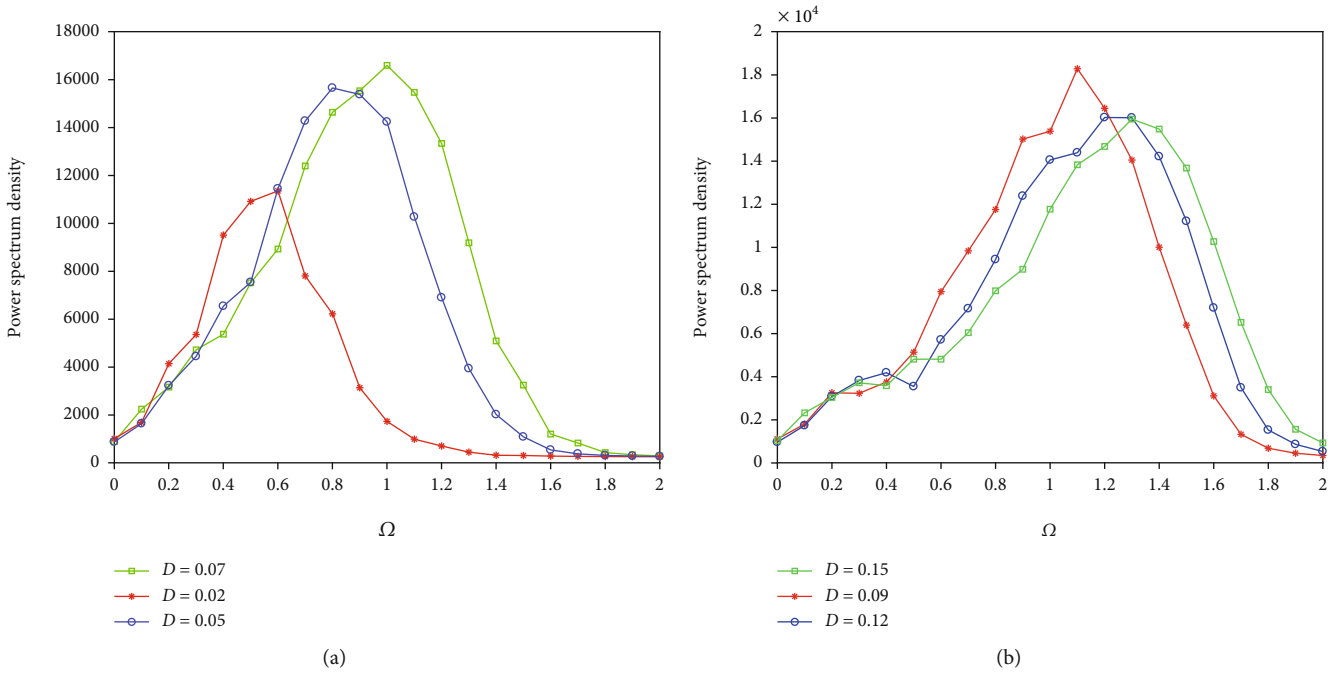 18000
16000
14000
12000
10000
8000
6000
4000
2000
0
Power spectrum density
0 0.2 0.4 0.6 0.8 1 1.2 1.4 1.6 1.8 2
Ω
D = 0.07
D = 0.02
D = 0.05
(a)
× 10⁴
2
1.8
1.6
1.4
1.2
1
0.8
0.6
0.4
0.2
0
Power spectrum density
0 0.2 0.4 0.6 0.8 1 1.2 1.4 1.6 1.8 2
Ω
D = 0.15
D = 0.09
D = 0.12
(b)